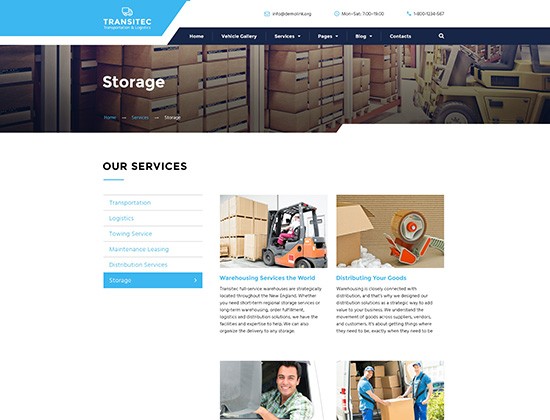 TRANSITEC
Transportation & Logistics
info@demolink.org
Mon–Sat: 7:00–19:00
1-800-1234-567
Home
Vehicle Gallery
Services
Pages
Blog
Contacts
Storage
Home → Services → Storage
OUR SERVICES
Transportation
Logistics
Towing Service
Maintenance Leasing
Distribution Services
Storage
Warehousing Services the World
Transitec full-service warehouses are strategically
located throughout the New England. Whether
you need short-term regional storage services or
long-term warehousing, order fulfillment,
logistics and distribution solutions, we have the
facilities and expertise to help. We can also
organize the delivery to any storage.
Distributing Your Goods
Warehousing is closely connected with
distribution, and that's why we designed our
distribution solutions as a strategic way to add
value to your business. We understand the
movement of goods across suppliers, vendors,
and customers. It's about getting things where
they need to be, exactly when they need to be